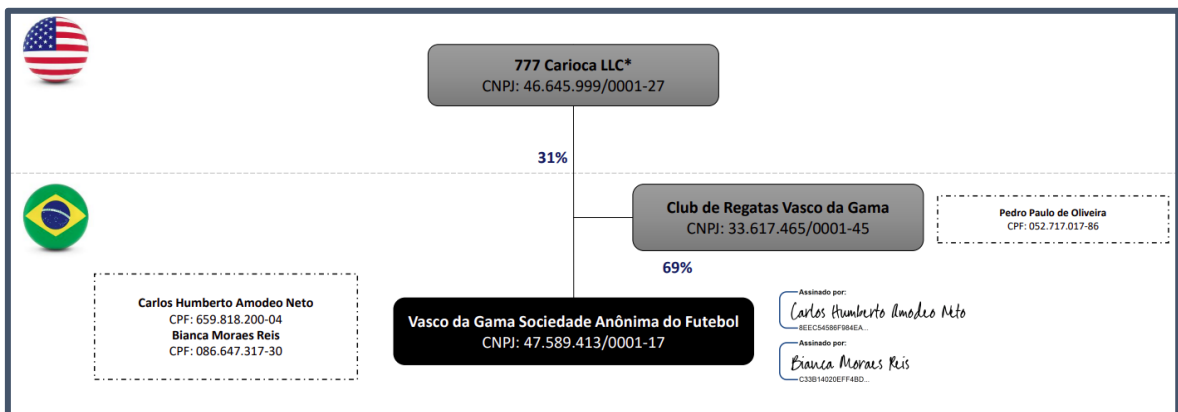 777 Carioca LLC*
CNPJ: 46.645.999/0001-27
31%
Club de Regatas Vasco da Gama
CNPJ: 33.617.465/0001-45
Pedro Paulo de Oliveira
CPF: 052.717.017-86
69%
Carlos Humberto Amodeo Neto
CPF: 659.818.200-04
Bianca Moraes Reis
CPF: 086.647.317-30
Vasco da Gama Sociedade Anônima do Futebol
CNPJ: 47.589.413/0001-17
Assinado por:
Carlos Humberto Amodeo Neto
8EEC54586F984EA...
Assinado por:
Bianca Moraes Reis
C33B14020EFF4BD...